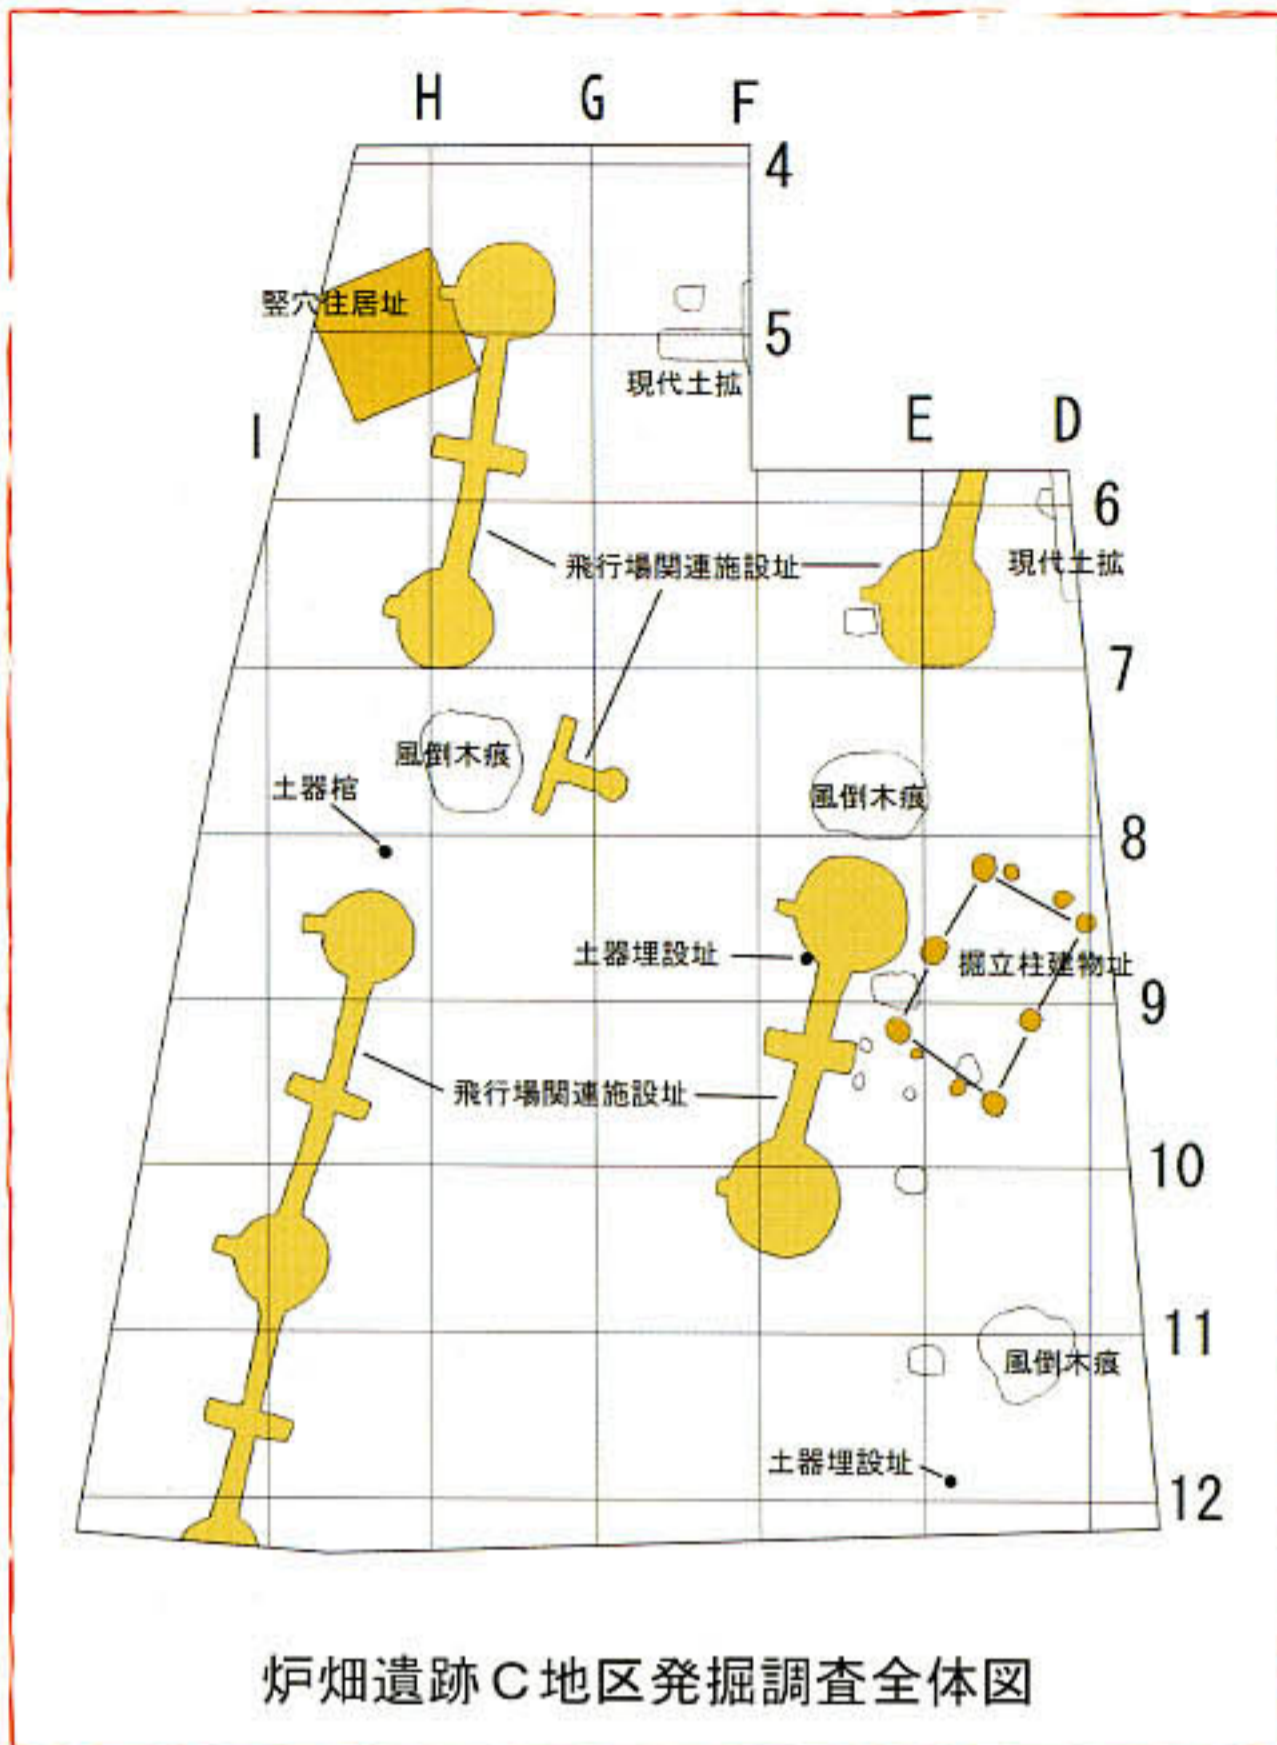 H G F
4
竪穴住居址
5
現代土拡
I
E D
6
飛行場関連施設址
現代土拡
7
風倒木痕
土器棺
風倒木痕
8
土器埋設址
掘立柱建物址
9
飛行場関連施設址
10
11
風倒木痕
土器埋設址
12
炉畑遺跡C地区発掘調査全体図